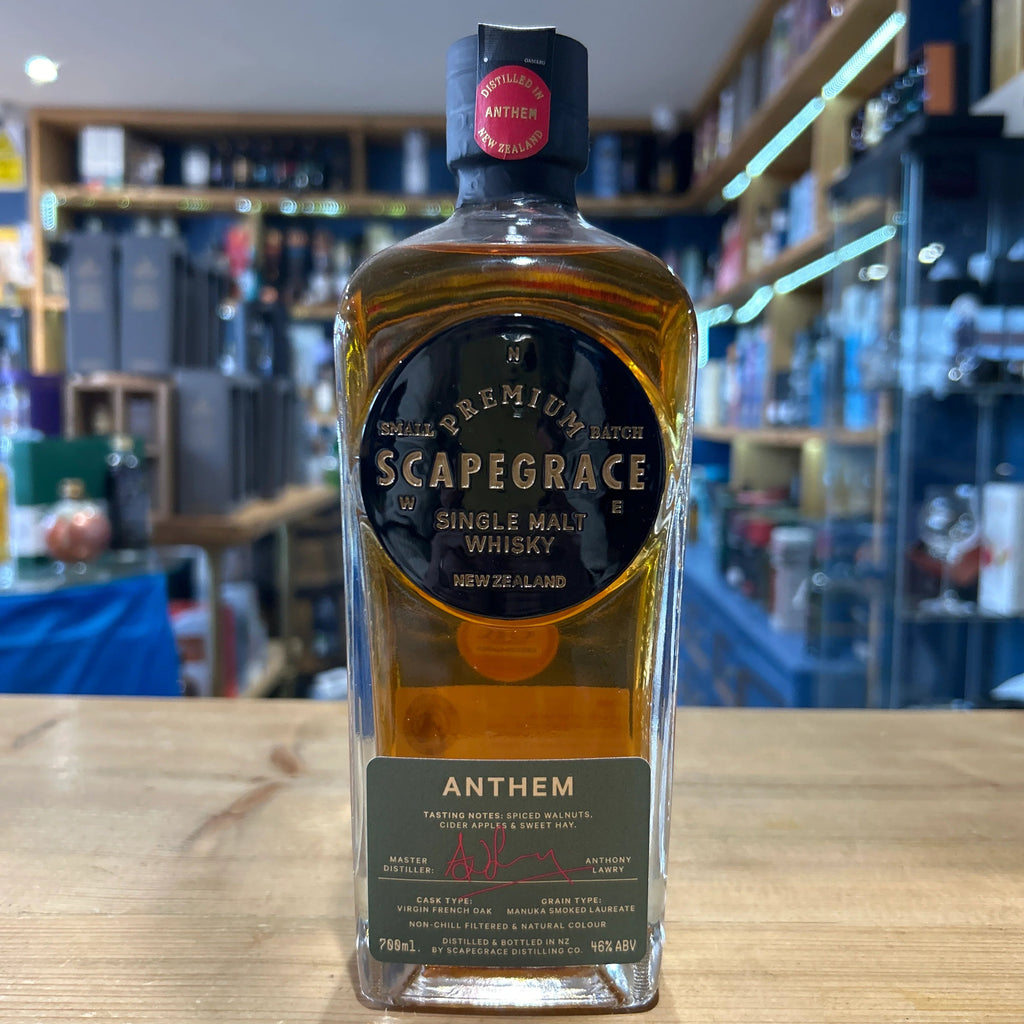 OAMARU
DISTILLED IN
ANTHEM
NEW ZEALAND
N
PREMIUM
SMALL BATCH
SCAPEGRACE
W E
SINGLE MALT
WHISKY
NEW ZEALAND
ANTHEM
TASTING NOTES: SPICED WALNUTS,
CIDER APPLES & SWEET HAY.
MASTER DISTILLER:
ANTHONY LAWRY
CASK TYPE:
VIRGIN FRENCH OAK
GRAIN TYPE:
MANUKA SMOKED LAUREATE
NON-CHILL FILTERED & NATURAL COLOUR
700ml.
DISTILLED & BOTTLED IN NZ
BY SCAPEGRACE DISTILLING CO.
46% ABV